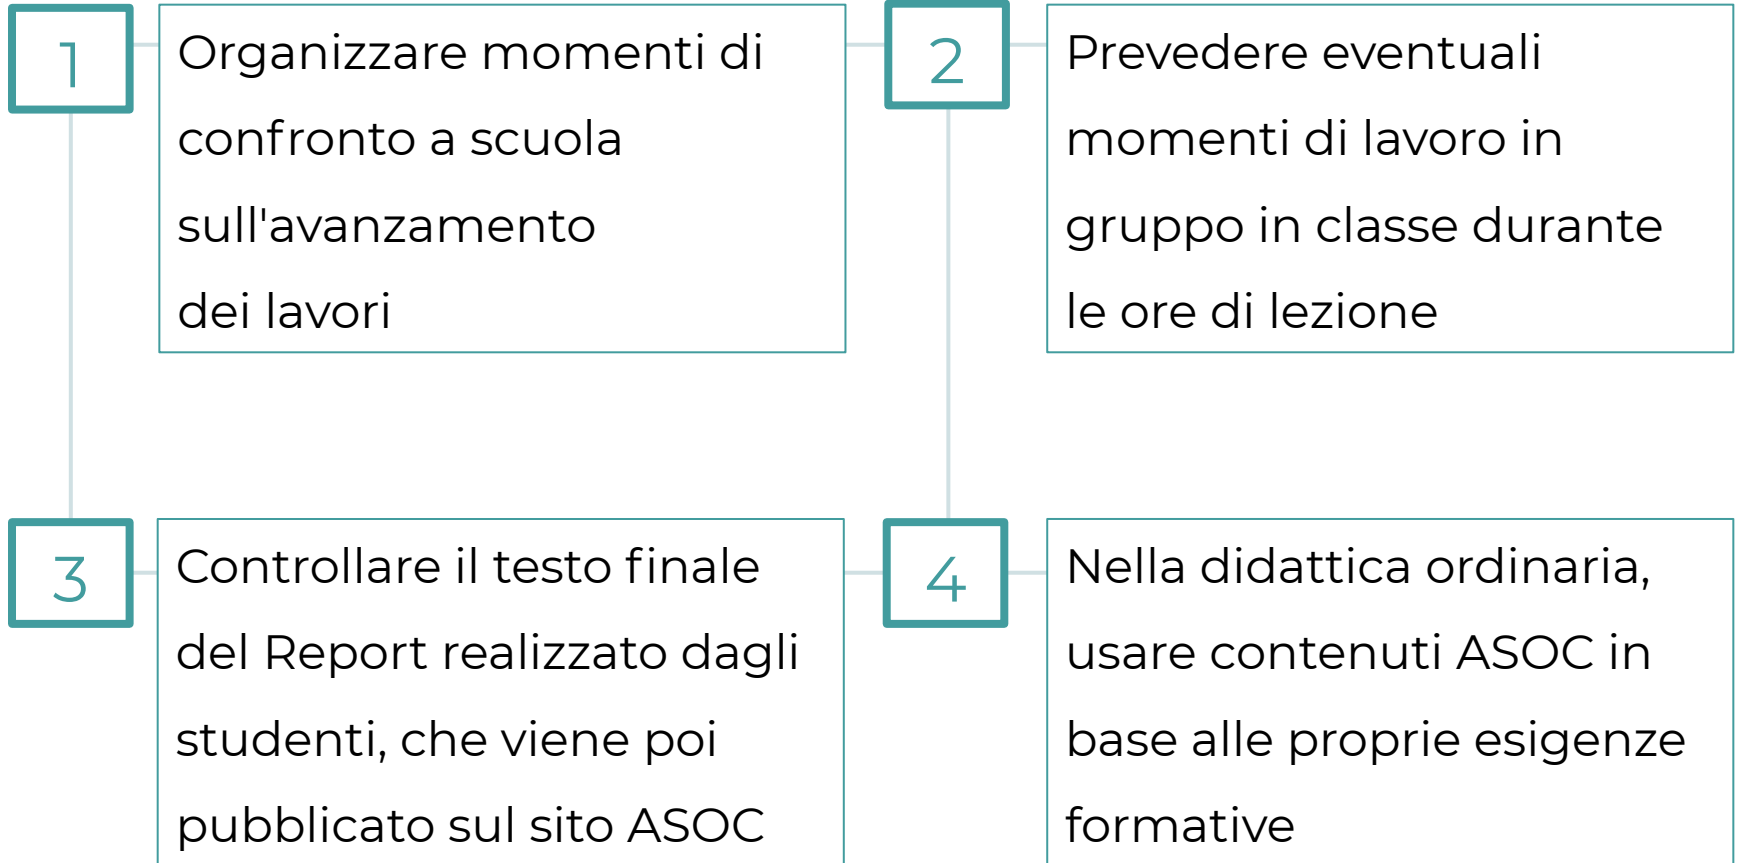 1
Organizzare momenti di
confronto a scuola
sull'avanzamento
dei lavori
2
Prevedere eventuali
momenti di lavoro in
gruppo in classe durante
le ore di lezione
3
Controllare il testo finale
del Report realizzato dagli
studenti, che viene poi
pubblicato sul sito ASOC
4
Nella didattica ordinaria,
usare contenuti ASOC in
base alle proprie esigenze
formative